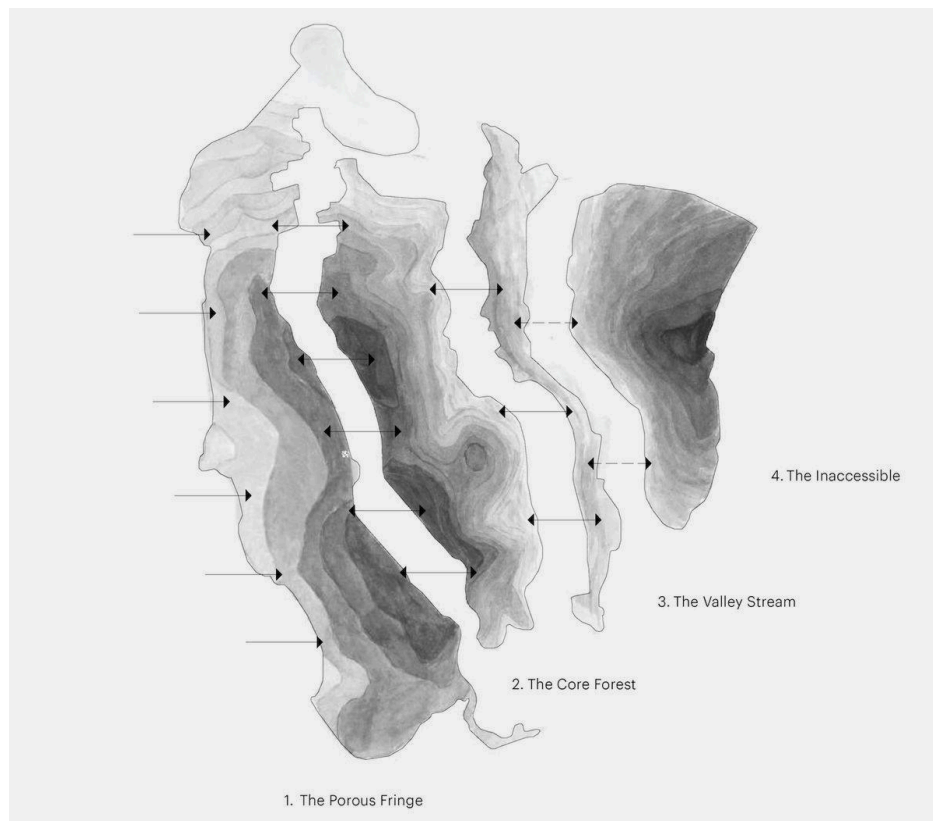 4. The Inaccessible
3. The Valley Stream
2. The Core Forest
1. The Porous Fringe